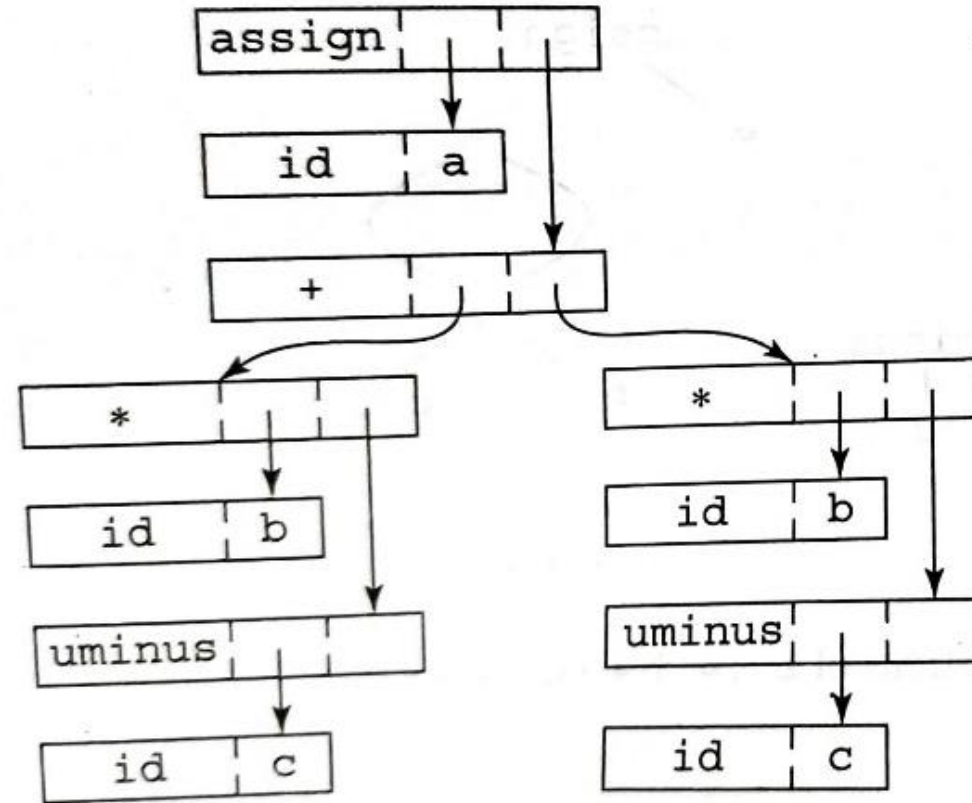 assign
id a
+
* *
id b id b
uminus uminus
id c id c